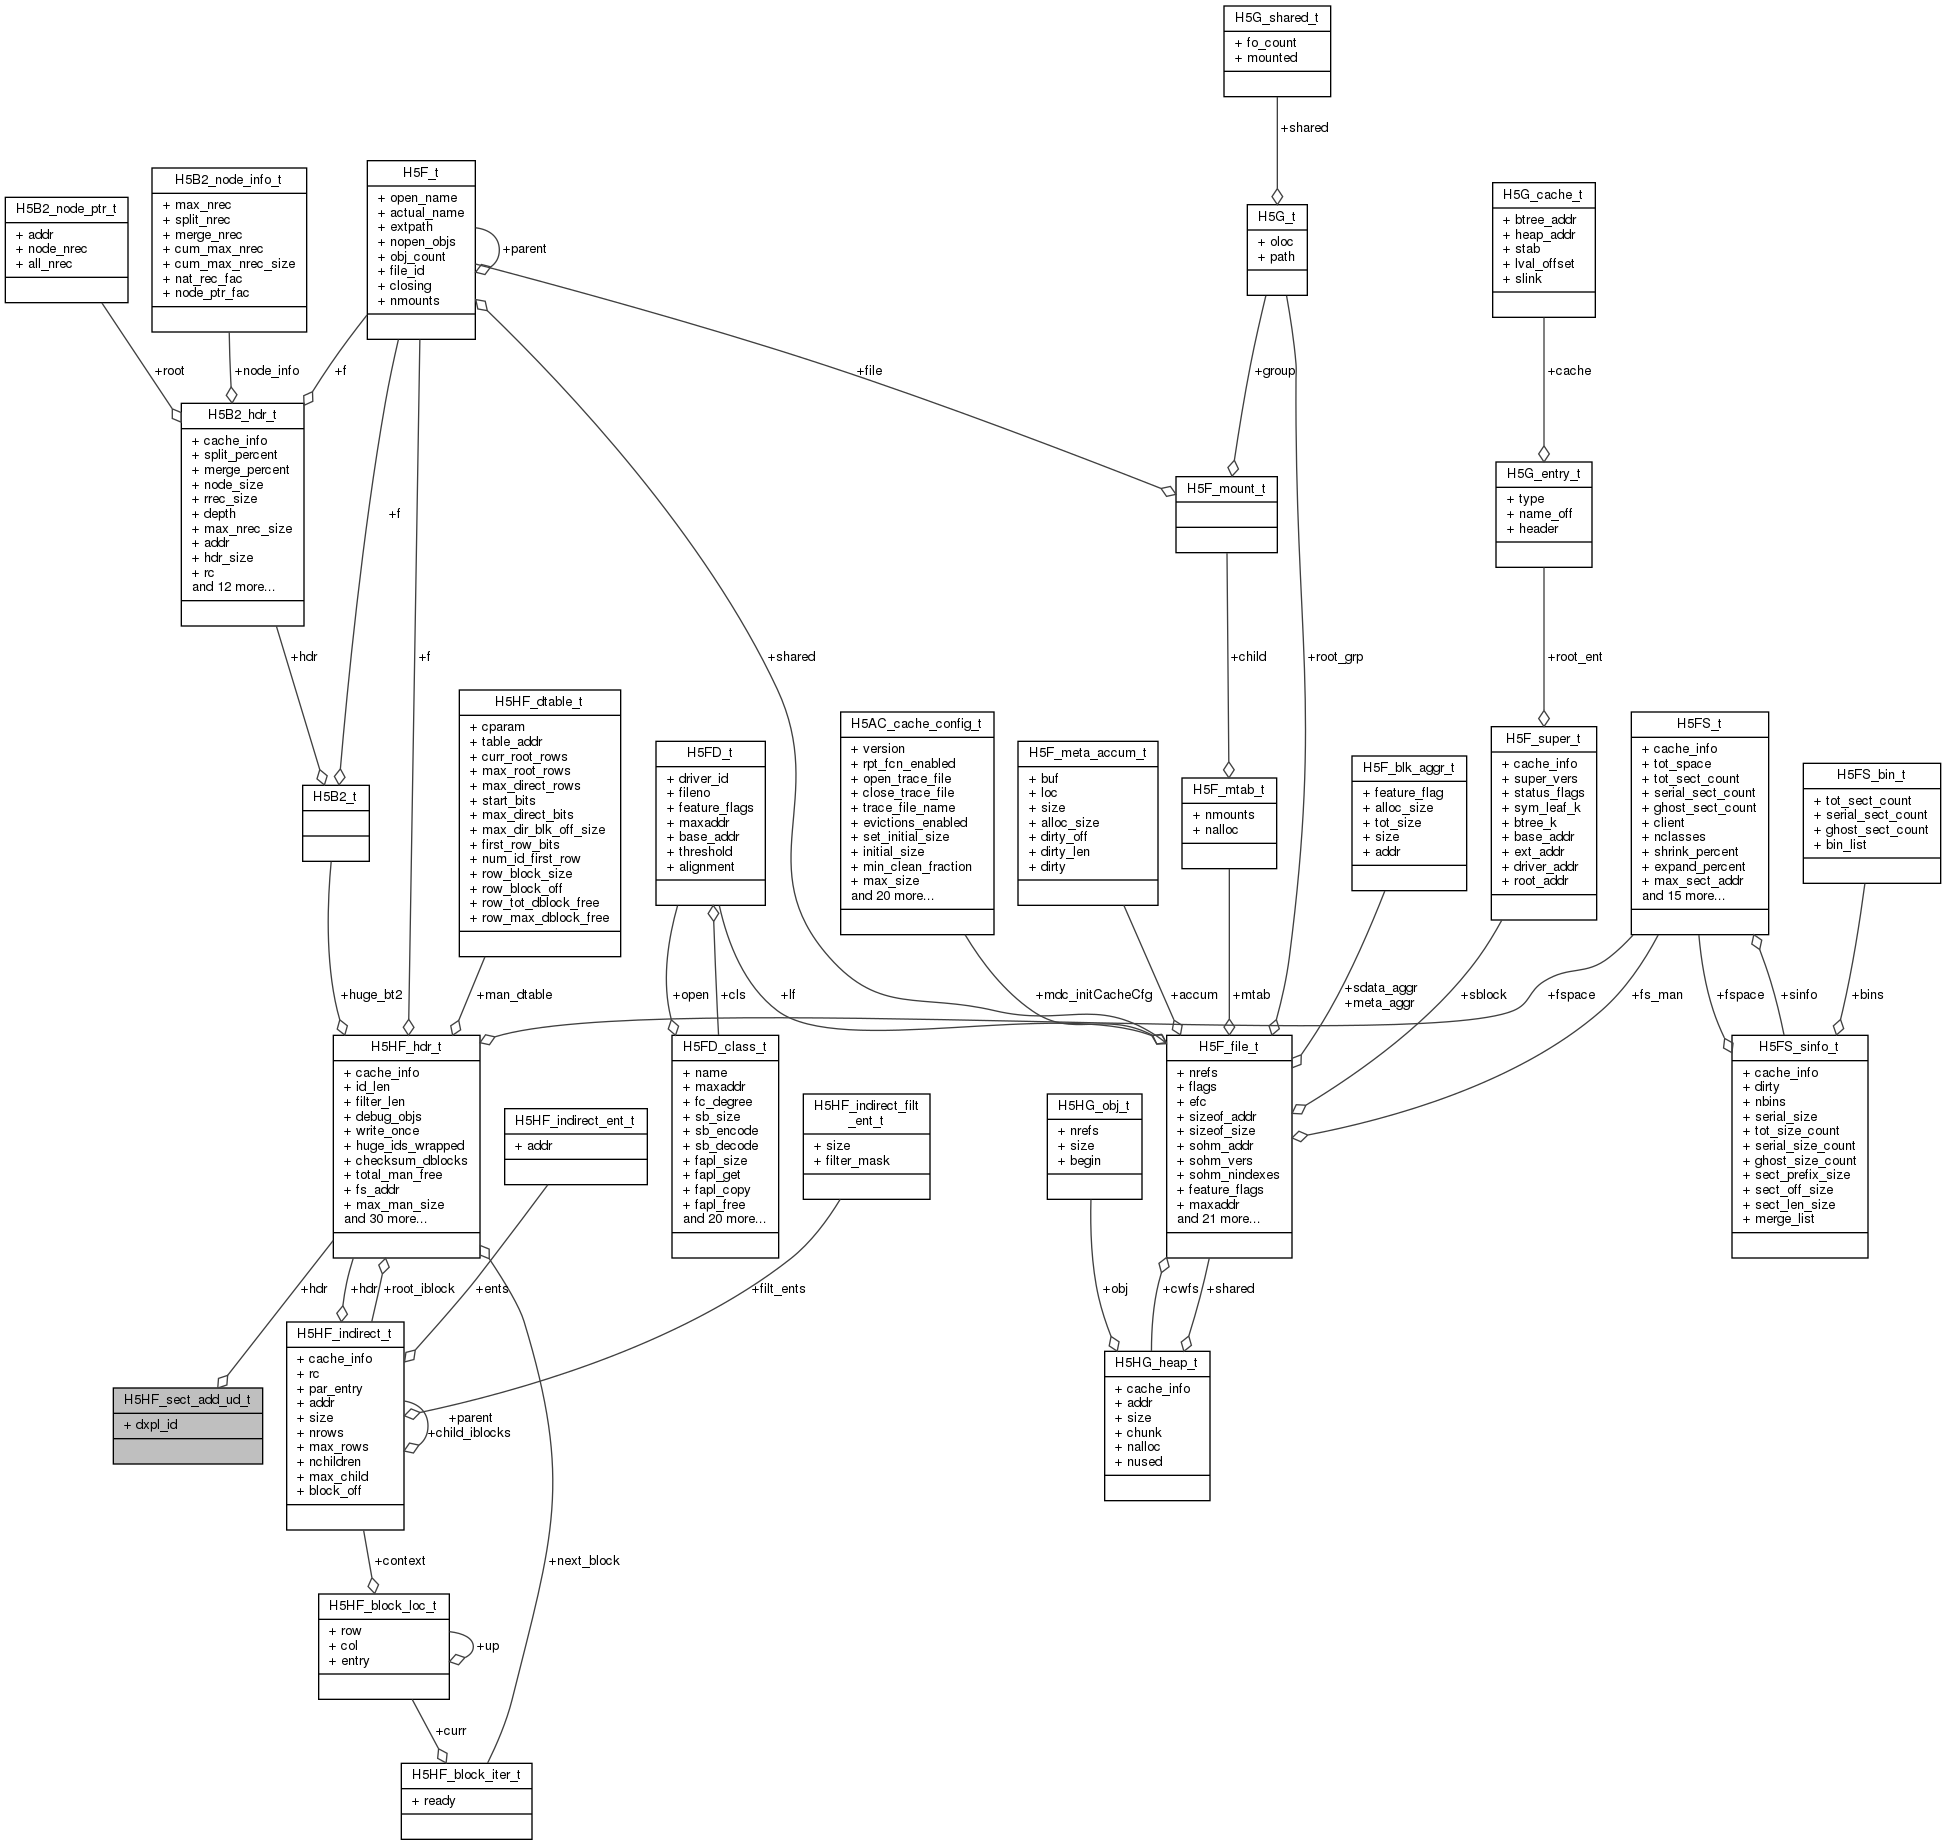 H5G_shared_t
+ fo_count
+ mounted
+shared
H5F_t
+ open_name
+ actual_name
+ extpath
+ nopen_objs
+ obj_count
+ file_id
+ closing
+ nmounts
+parent
H5B2_node_info_t
+ max_nrec
+ split_nrec
+ merge_nrec
+ cum_max_nrec
+ cum_max_nrec_size
+ nat_rec_fac
+ node_ptr_fac
H5B2_node_ptr_t
+ addr
+ node_nrec
+ all_nrec
H5G_t
+ oloc
+ path
H5G_cache_t
+ btree_addr
+ heap_addr
+ stab
+ lval_offset
+ slink
+root
+node_info
+f
+file
+group
+cache
H5B2_hdr_t
+ cache_info
+ split_percent
+ merge_percent
+ node_size
+ rrec_size
+ depth
+ max_nrec_size
+ addr
+ hdr_size
+ rc
and 12 more...
+f
H5F_mount_t
H5G_entry_t
+ type
+ name_off
+ header
+hdr
+f
+shared
+child
+root_grp
+root_ent
H5B2_t
H5HF_dtable_t
+ cparam
+ table_addr
+ curr_root_rows
+ max_root_rows
+ max_direct_rows
+ start_bits
+ max_direct_bits
+ max_dir_blk_off_size
+ first_row_bits
+ num_id_first_row
+ row_block_size
+ row_block_off
+ row_tot_dblock_free
+ row_max_dblock_free
H5FD_t
+ driver_id
+ fileno
+ feature_flags
+ maxaddr
+ base_addr
+ threshold
+ alignment
H5AC_cache_config_t
+ version
+ rpt_fcn_enabled
+ open_trace_file
+ close_trace_file
+ trace_file_name
+ evictions_enabled
+ set_initial_size
+ initial_size
+ min_clean_fraction
+ max_size
and 20 more...
H5F_meta_accum_t
+ buf
+ loc
+ size
+ alloc_size
+ dirty_off
+ dirty_len
+ dirty
H5F_mtab_t
+ nmounts
+ nalloc
H5F_blk_aggr_t
+ feature_flag
+ alloc_size
+ tot_size
+ size
+ addr
H5F_super_t
+ cache_info
+ super_vers
+ status_flags
+ sym_leaf_k
+ btree_k
+ base_addr
+ ext_addr
+ driver_addr
+ root_addr
H5FS_t
+ cache_info
+ tot_space
+ tot_sect_count
+ serial_sect_count
+ ghost_sect_count
+ client
+ nclasses
+ shrink_percent
+ expand_percent
+ max_sect_addr
and 15 more...
H5FS_bin_t
+ tot_sect_count
+ serial_sect_count
+ ghost_sect_count
+ bin_list
+huge_bt2
+man_dtable
+open
+cls
+lf
+mdc_initCacheCfg
+accum
+mtab
+sdata_aggr
+meta_aggr
+sblock
+fspace
+fs_man
+fspace
+sinfo
+bins
H5HF_hdr_t
+ cache_info
+ id_len
+ filter_len
+ debug_objs
+ write_once
+ huge_ids_wrapped
+ checksum_dblocks
+ total_man_free
+ fs_addr
+ max_man_size
and 30 more...
H5HF_indirect_ent_t
+ addr
H5FD_class_t
+ name
+ maxaddr
+ fc_degree
+ sb_size
+ sb_encode
+ sb_decode
+ fapl_size
+ fapl_get
+ fapl_copy
+ fapl_free
and 20 more...
H5HF_indirect_filt
_ent_t
+ size
+ filter_mask
H5HG_obj_t
+ nrefs
+ size
+ begin
H5F_file_t
+ nrefs
+ flags
+ efc
+ sizeof_addr
+ sizeof_size
+ sohm_addr
+ sohm_vers
+ sohm_nindexes
+ feature_flags
+ maxaddr
and 21 more...
H5FS_sinfo_t
+ cache_info
+ dirty
+ nbins
+ serial_size
+ tot_size_count
+ serial_size_count
+ ghost_size_count
+ sect_prefix_size
+ sect_off_size
+ sect_len_size
+ merge_list
+hdr
+hdr
+root_iblock
+ents
+filt_ents
+obj
+cwfs
+shared
H5HF_sect_add_ud_t
+ dxpl_id
H5HF_indirect_t
+ cache_info
+ rc
+ par_entry
+ addr
+ size
+ nrows
+ max_rows
+ nchildren
+ max_child
+ block_off
+parent
+child_iblocks
H5HG_heap_t
+ cache_info
+ addr
+ size
+ chunk
+ nalloc
+ nused
+context
+next_block
H5HF_block_loc_t
+ row
+ col
+ entry
+up
+curr
H5HF_block_iter_t
+ ready